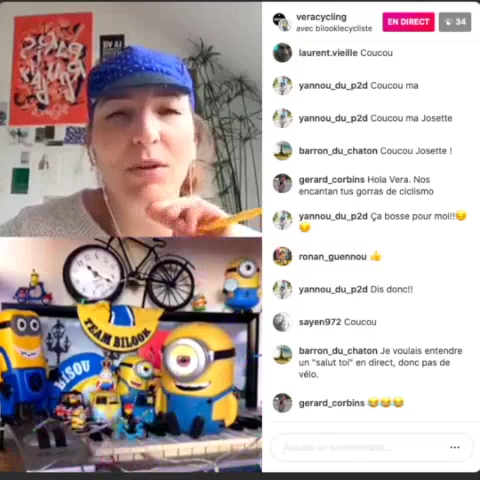 veracycling
avec bilooklecycliste
EN DIRECT
34
laurent.vieille Coucou
yannou_du_p2d Coucou ma
yannou_du_p2d Coucou ma Josette
barron_du_chaton Coucou Josette !
gerard_corbins Hola Vera. Nos
encantan tus gorras de ciclismo
yannou_du_p2d Ça bosse pour moi!!😏
😏
ronan_guennou 👍
yannou_du_p2d Dis donc!!
sayen972 Coucou
barron_du_chaton Je voulais entendre
un "salut toi" en direct, donc pas de
vélo.
gerard_corbins 😂😂😂
Ajouter un commentaire...
TEAM BILOOK
BISOU